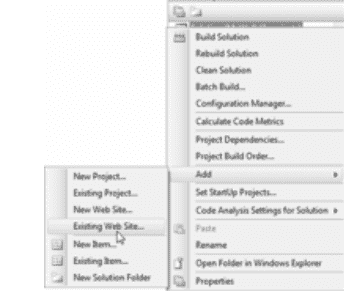 Build Solution
Rebuild Solution
Clean Solution
Batch Build...
Configuration Manager...
Calculate Code Metrics
Project Dependencies...
Project Build Order...
Add
Set StartUp Projects...
Code Analysis Settings for Solution
Paste
Rename
Open Folder in Windows Explorer
Properties
New Project...
Existing Project...
New Web Site...
Existing Web Site...
New Item...
Existing Item...
New Solution Folder